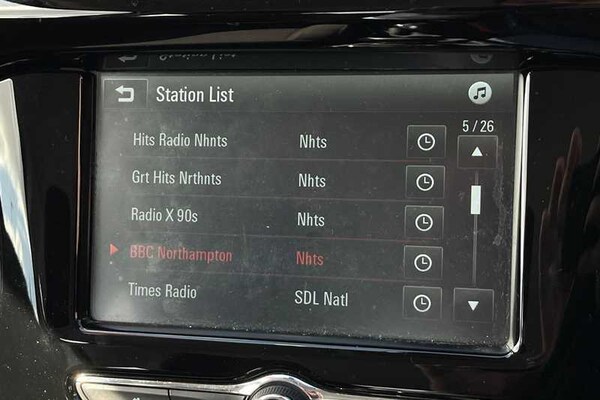 Station List
5 / 26
Hits Radio Nhnts Nhts
Grt Hits Nrthnts Nhts
Radio X 90s Nhts
BBC Northampton Nhts
Times Radio SDL Natl